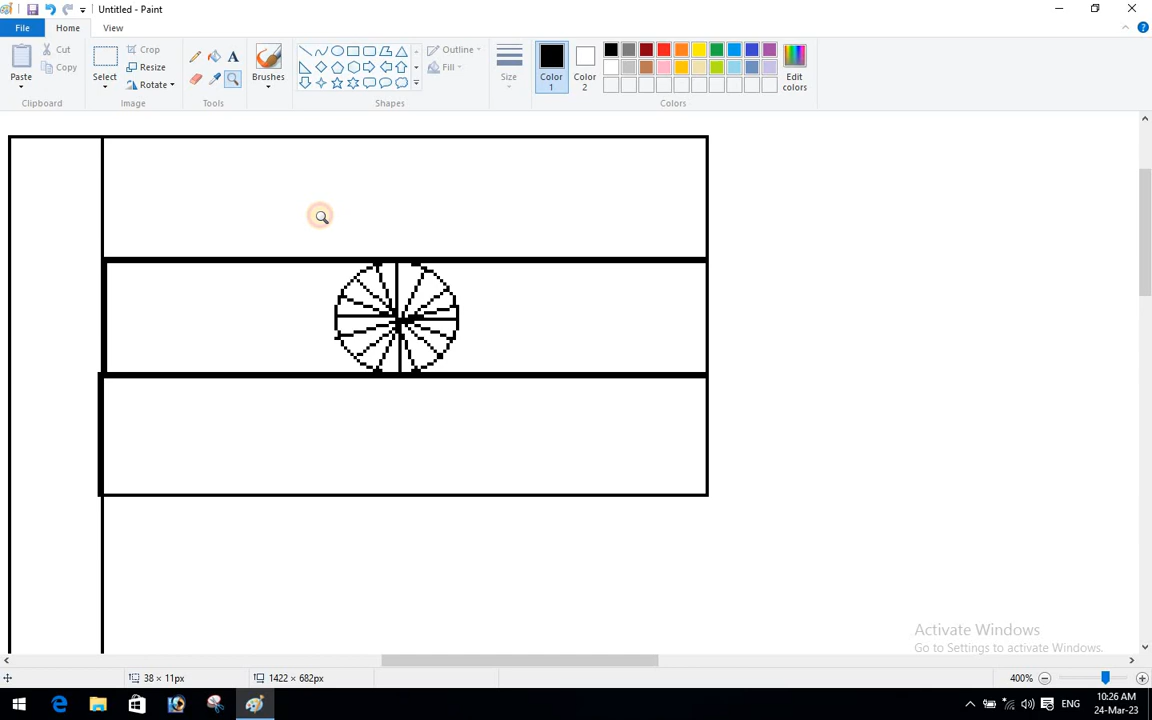 Untitled - Paint
File
Home
View
Paste
Cut
Copy
Clipboard
Select
Crop
Resize
Rotate
Image
Tools
Brushes
Outline
Fill
Shapes
Size
Color
1
Color
2
Edit
colors
Colors
Activate Windows
Go to Settings to activate Windows.
38 × 11px
1422 × 682px
400%
ENG
10:26 AM
24-Mar-23